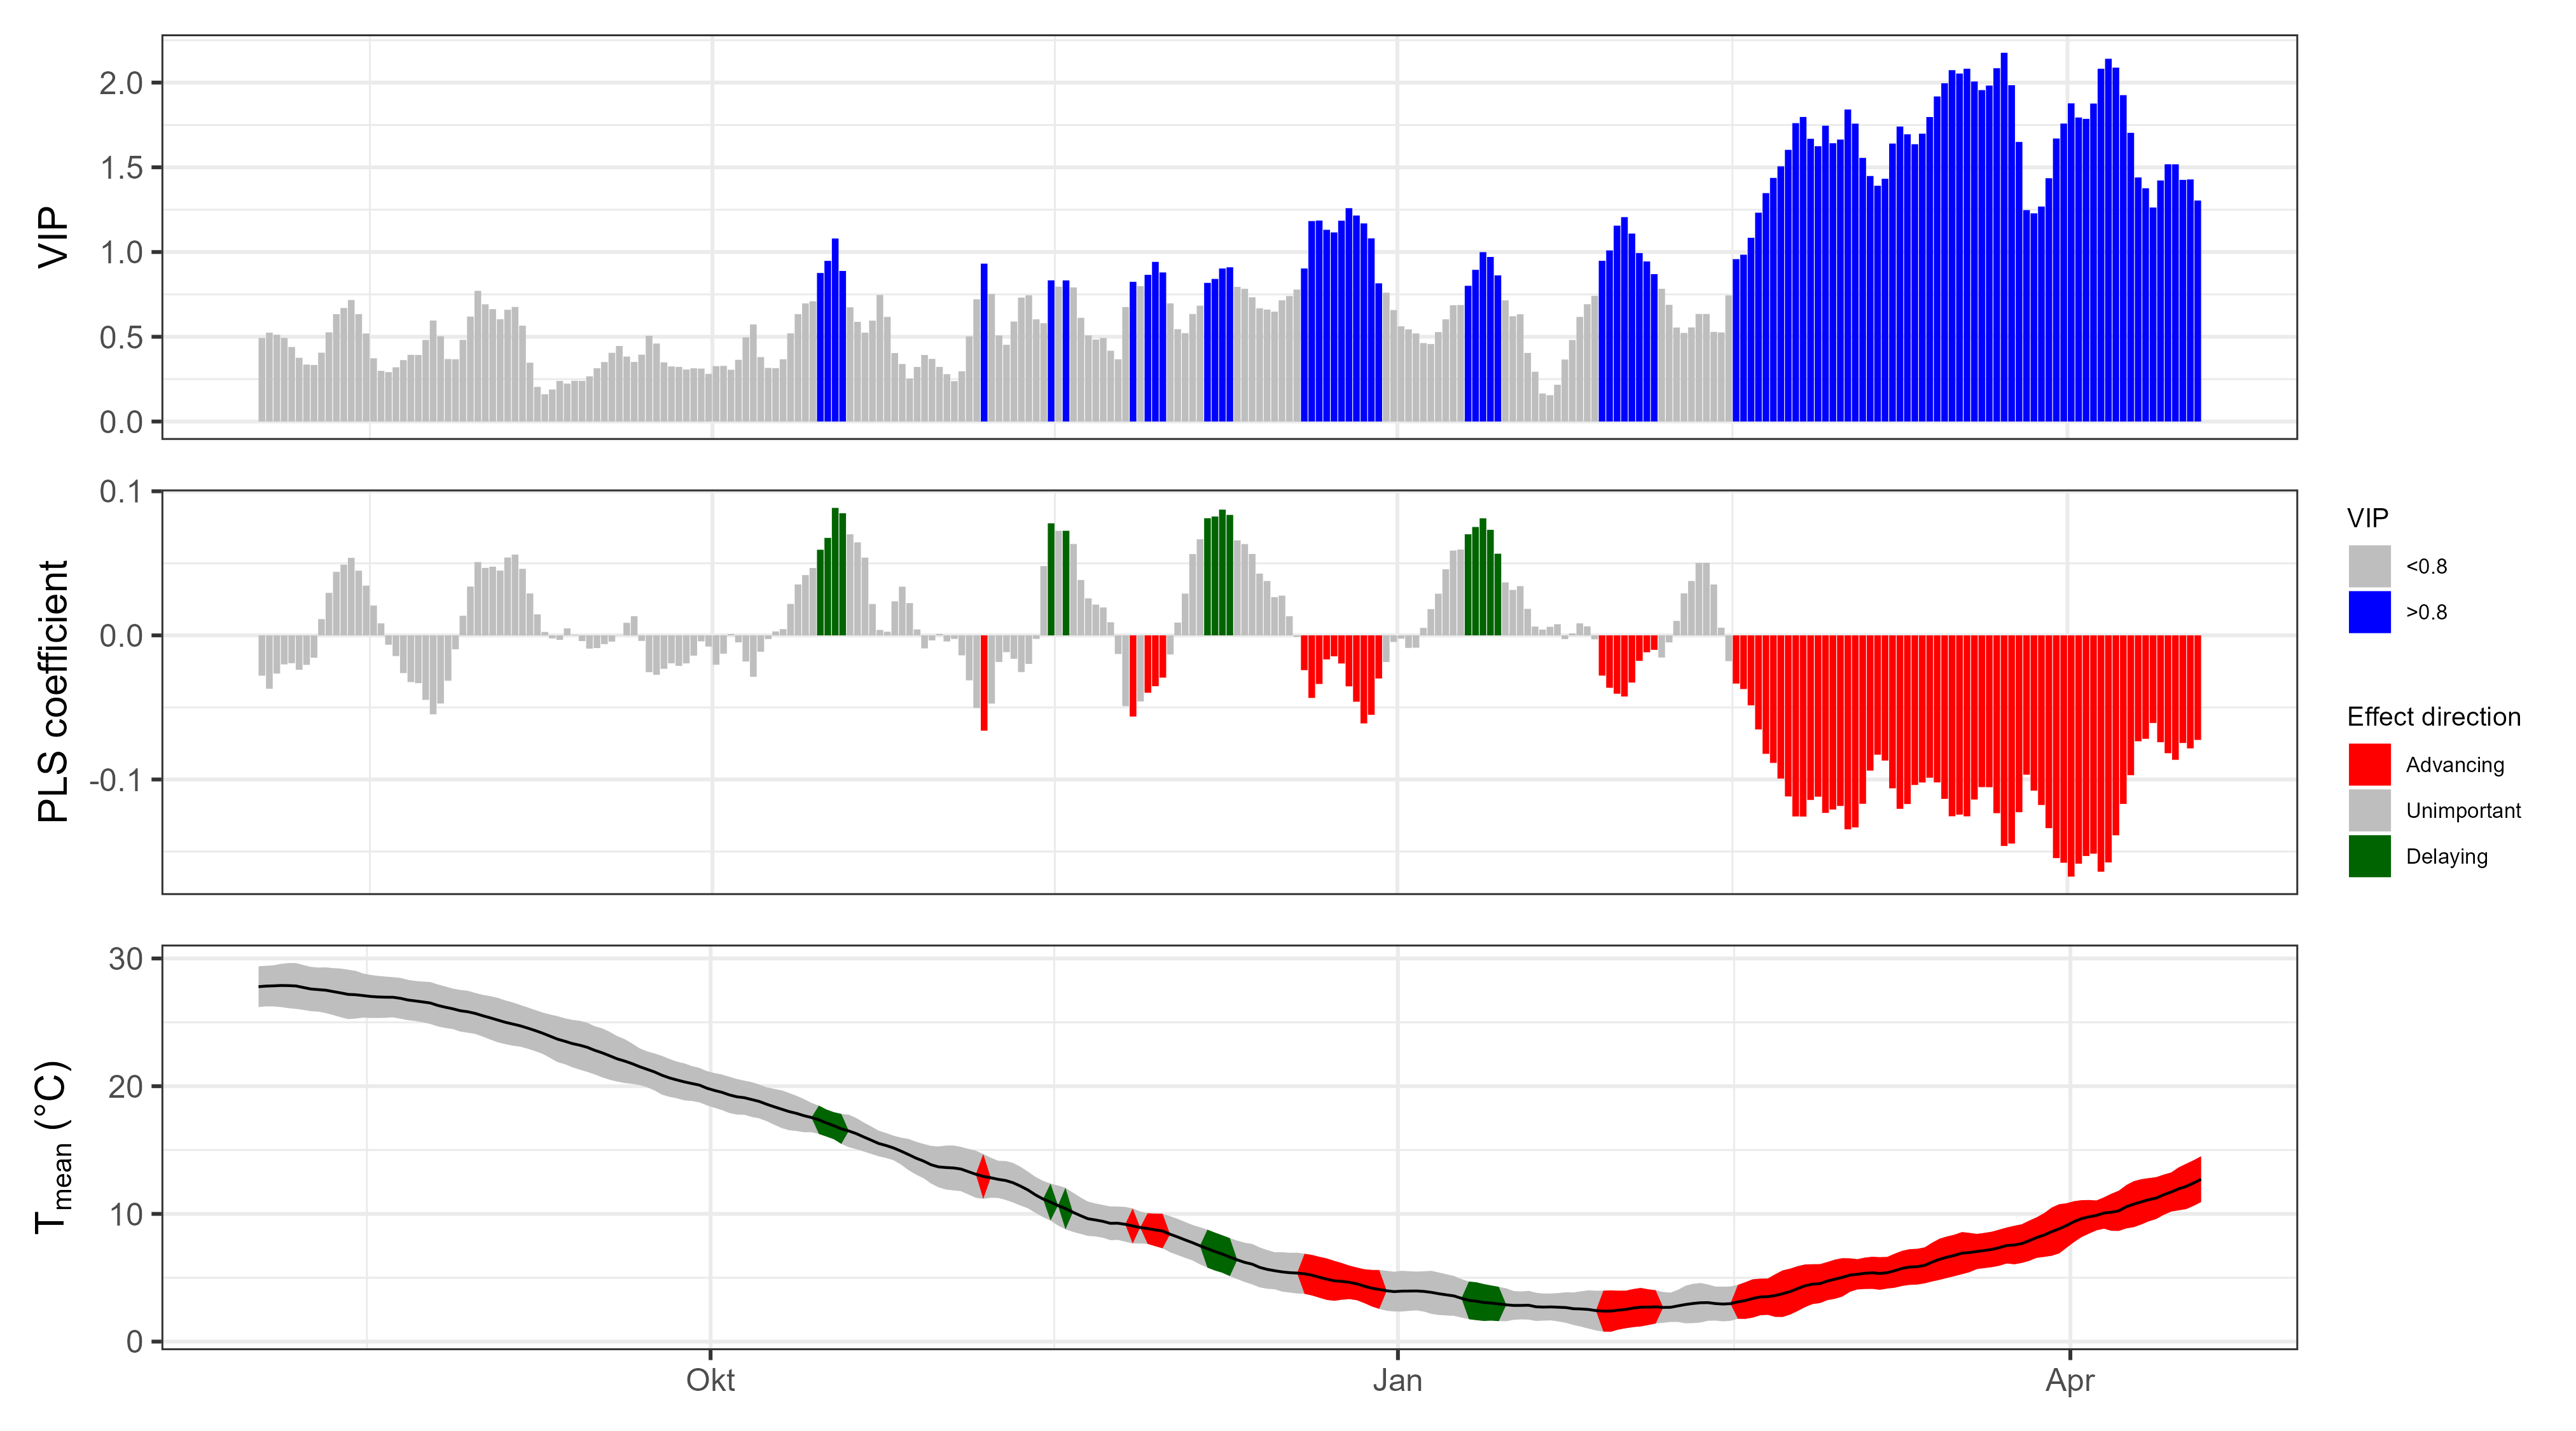 VIP
2.0
1.5
1.0
0.5
0.0
PLS coefficient
0.1
0.0
-0.1
Tmean (°C)
30
20
10
0
Okt
Jan
Apr
VIP
<0.8
>0.8
Effect direction
Advancing
Unimportant
Delaying